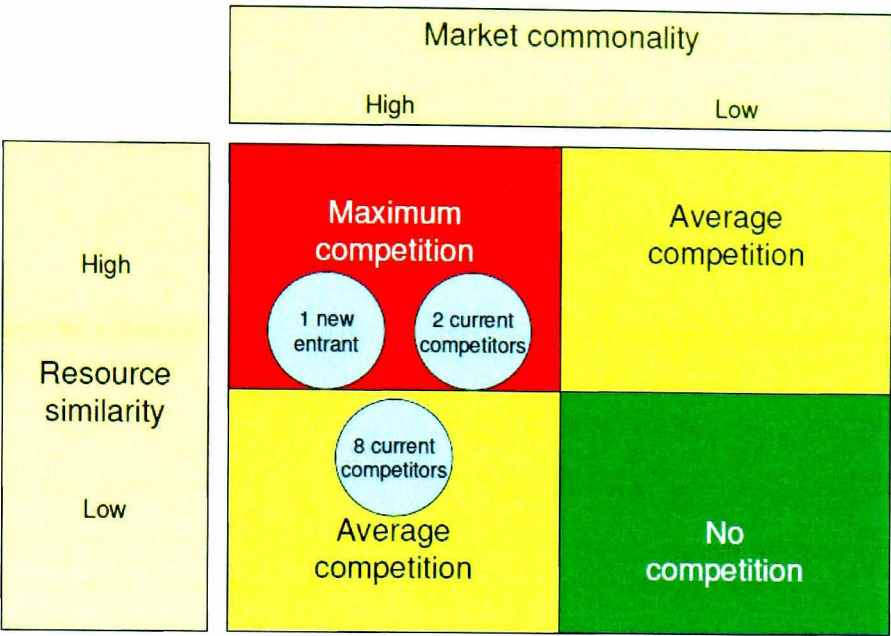 Market commonality
High
Low
Maximum
competition
Average
competition
High
1 new
entrant
2 current
competitors
Resource
similarity
8 current
competitors
Low
Average
competition
No
competition